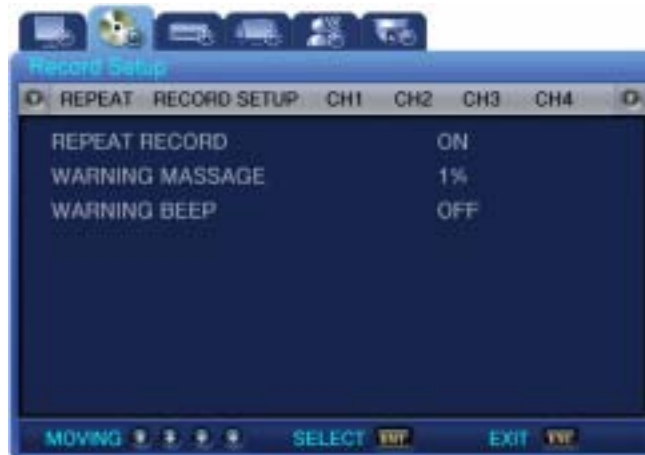 Record Setup
REPEAT RECORD SETUP CH1 CH2 CH3 CH4
REPEAT RECORD ON
WARNING MASSAGE 1%
WARNING BEEP OFF
MOVING SELECT ENT EXIT